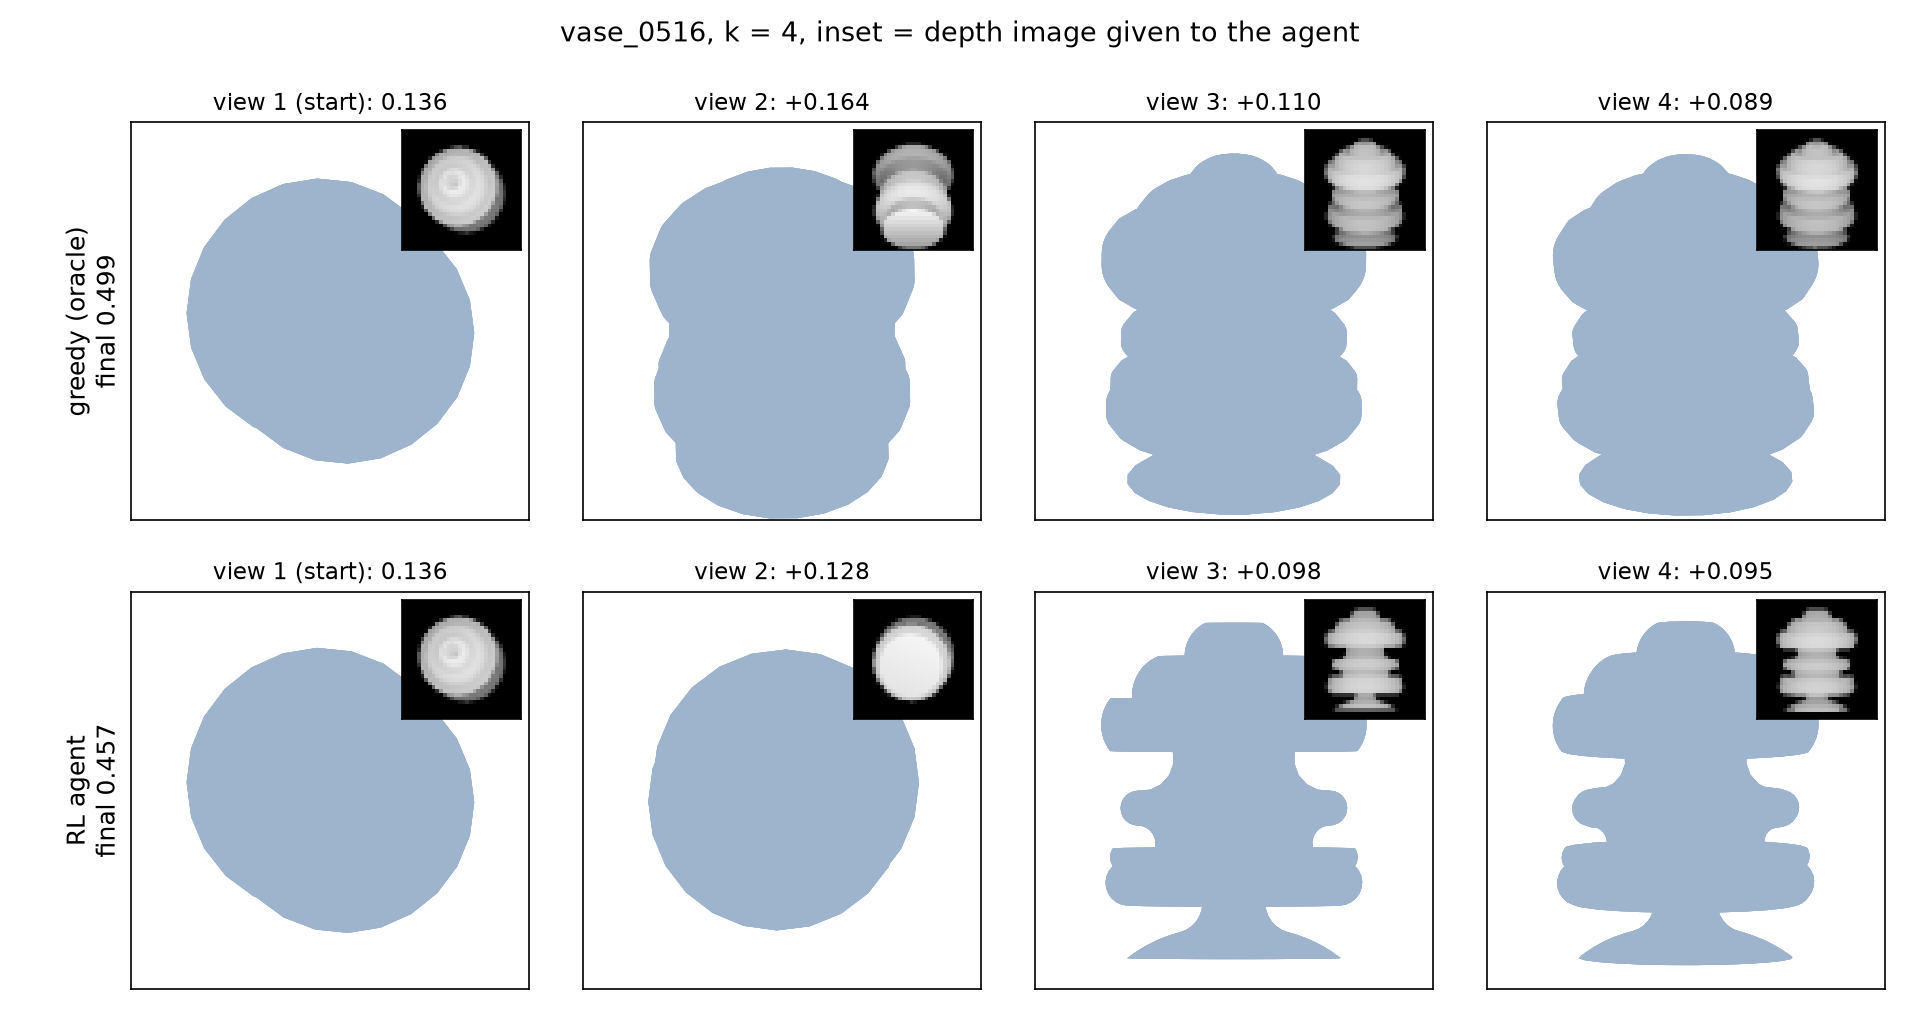 vase_0516, k = 4, inset = depth image given to the agent
view 1 (start): 0.136
view 2: +0.164
view 3: +0.110
view 4: +0.089
greedy (oracle)
final 0.499
view 1 (start): 0.136
view 2: +0.128
view 3: +0.098
view 4: +0.095
RL agent
final 0.457